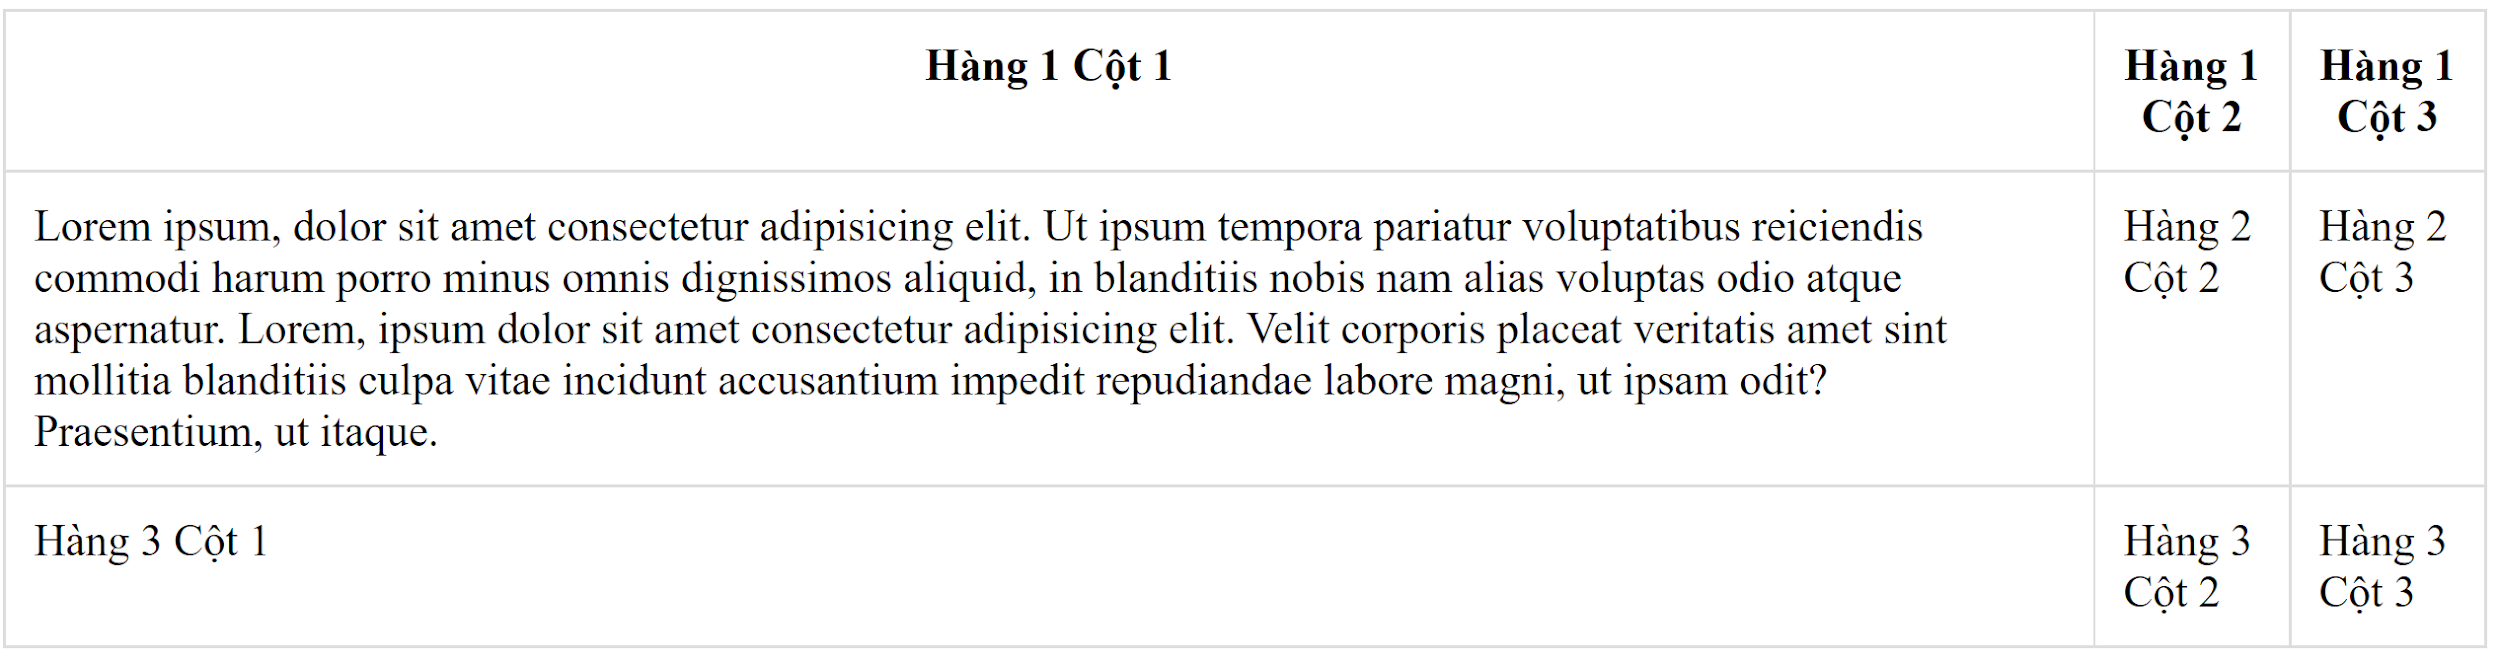 Hàng 1 Cột 1
Hàng 1
Cột 2
Hàng 1
Cột 3
Lorem ipsum, dolor sit amet consectetur adipisicing elit. Ut ipsum tempora pariatur voluptatibus reiciendis
commodi harum porro minus omnis dignissimos aliquid, in blanditiis nobis nam alias voluptas odio atque
aspernatur. Lorem, ipsum dolor sit amet consectetur adipisicing elit. Velit corporis placeat veritatis amet sint
mollitia blanditiis culpa vitae incidunt accusantium impedit repudiandae labore magni, ut ipsam odit?
Praesentium, ut itaque.
Hàng 2
Cột 2
Hàng 2
Cột 3
Hàng 3 Cột 1
Hàng 3
Cột 2
Hàng 3
Cột 3